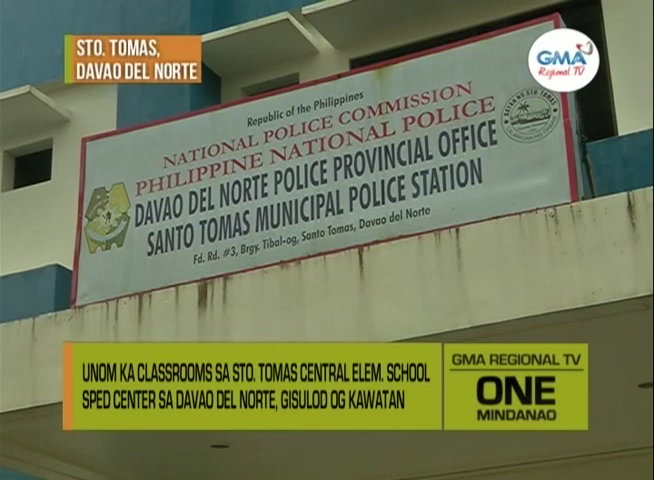 STO. TOMAS,
DAVAO DEL NORTE
GMA
Regional TV
Republic of the Philippines
NATIONAL POLICE COMMISSION
PHILIPPINE NATIONAL POLICE
DAVAO DEL NORTE POLICE PROVINCIAL OFFICE
SANTO TOMAS MUNICIPAL POLICE STATION
Fd. Rd. #3, Brgy. Tibal-og, Santo Tomas, Davao del Norte
UNOM KA CLASSROOMS SA STO. TOMAS CENTRAL ELEM. SCHOOL
SPED CENTER SA DAVAO DEL NORTE, GISULOD OG KAWATAN
GMA REGIONAL TV
ONE
MINDANAO